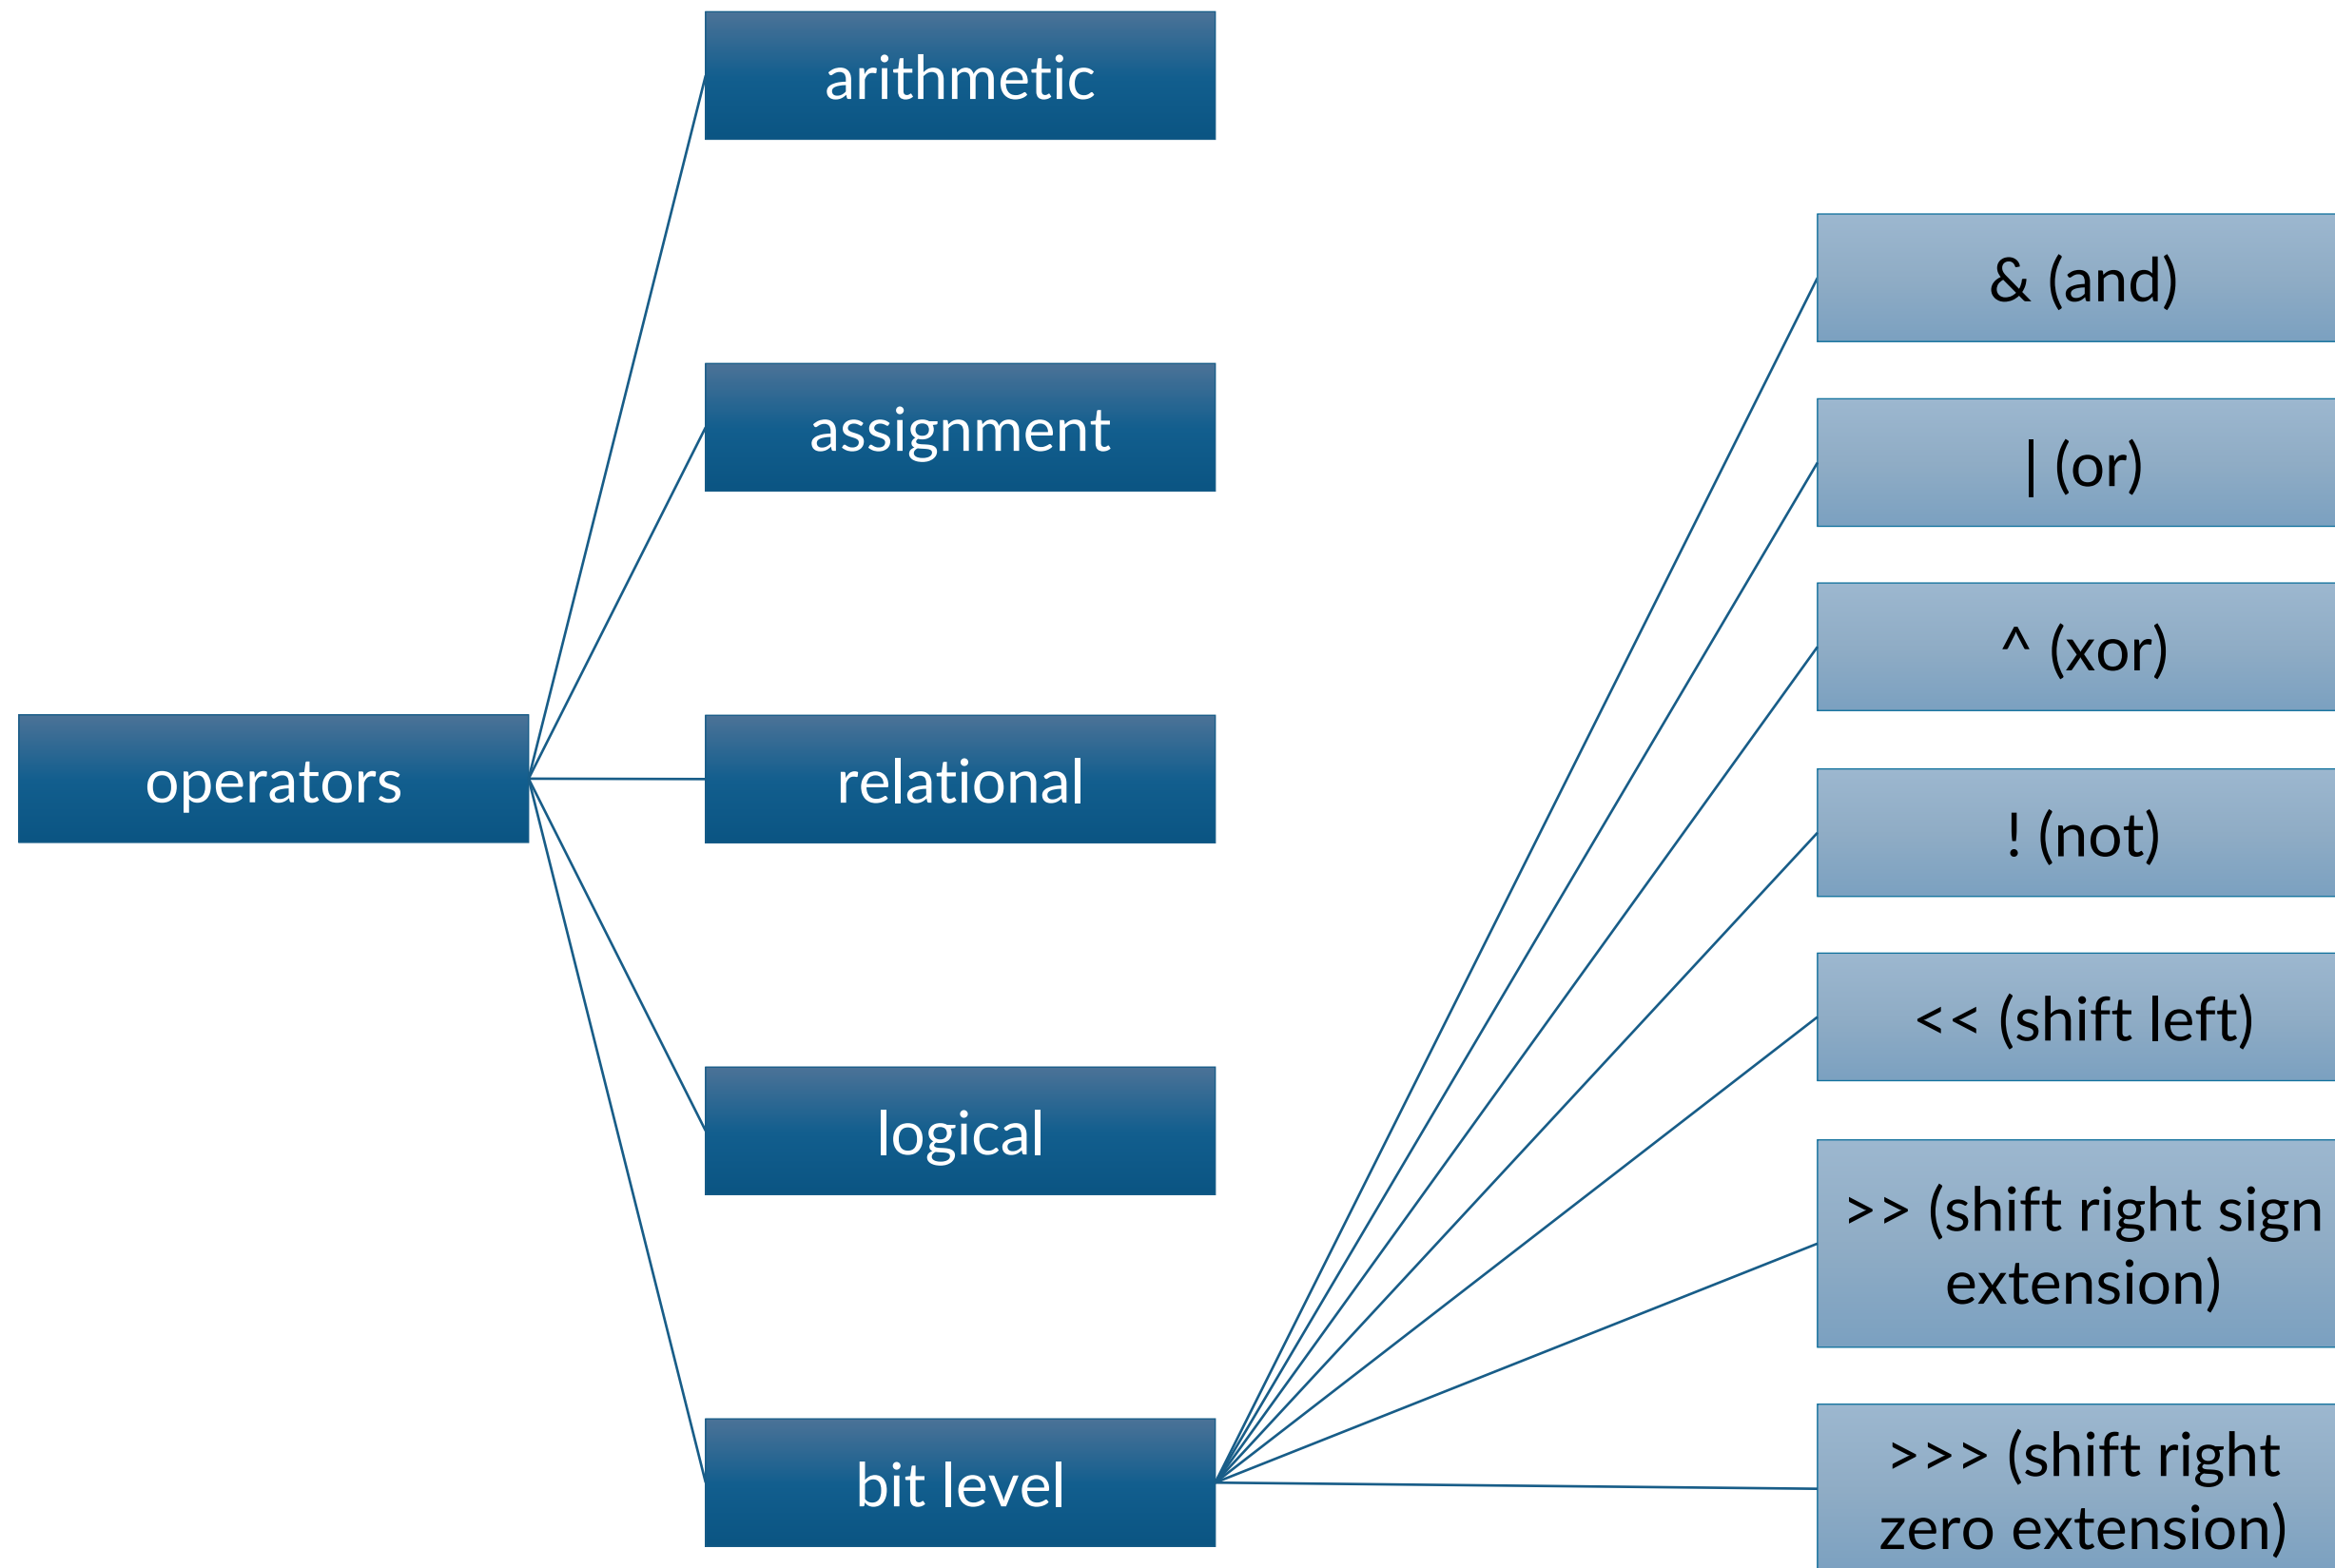 operators
arithmetic
assignment
relational
logical
bit level
& (and)
| (or)
^ (xor)
! (not)
<< (shift left)
>> (shift right sign
extension)
>>> (shift right
zero extension)